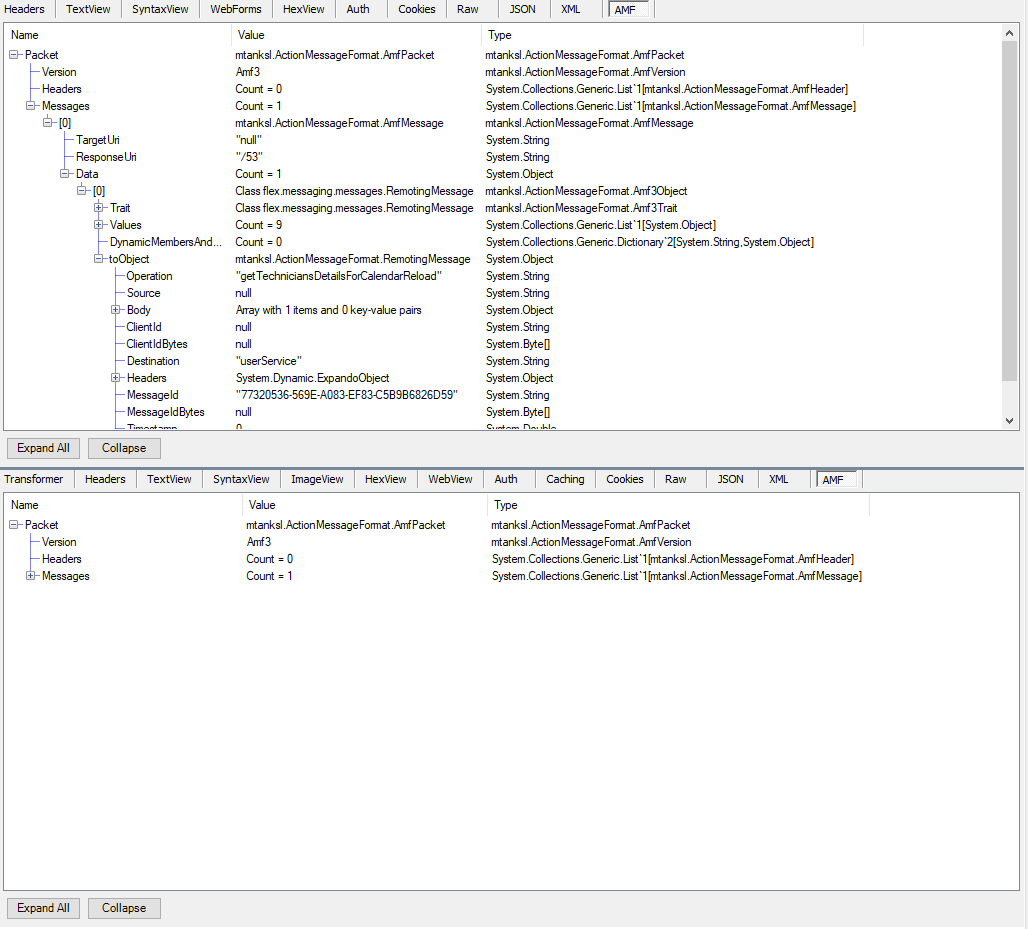 Headers TextView SyntaxView WebForms HexView Auth Cookies Raw JSON XML AMF
Name Value Type
Packet mtanksl.ActionMessageFormat.AmfPacket mtanksl.ActionMessageFormat.AmfPacket
Version Amf3 mtanksl.ActionMessageFormat.AmfVersion
Headers Count = 0 System.Collections.Generic.List`1[mtanksl.ActionMessageFormat.AmfHeader]
Messages Count = 1 System.Collections.Generic.List`1[mtanksl.ActionMessageFormat.AmfMessage]
[0] mtanksl.ActionMessageFormat.AmfMessage mtanksl.ActionMessageFormat.AmfMessage
TargetUri "null" System.String
ResponseUri "/53" System.String
Data Count = 1 System.Object
[0] Class flex.messaging.messages.RemotingMessage mtanksl.ActionMessageFormat.Amf3Object
Trait Class flex.messaging.messages.RemotingMessage mtanksl.ActionMessageFormat.Amf3Trait
Values Count = 9 System.Collections.Generic.List`1[System.Object]
DynamicMembersAnd... Count = 0 System.Collections.Generic.Dictionary`2[System.String,System.Object]
toObject mtanksl.ActionMessageFormat.RemotingMessage System.Object
Operation "getTechniciansDetailsForCalendarReload" System.String
Source null System.String
Body Array with 1 items and 0 key-value pairs System.Object
ClientId null System.String
ClientIdBytes null System.Byte[]
Destination "userService" System.String
Headers System.Dynamic.ExpandoObject System.Object
MessageId "77320536-569E-A083-EF83-C5B9B6826D59" System.String
MessageIdBytes null System.Byte[]
Timestamp 0 System.Double
Expand All Collapse
Transformer Headers TextView SyntaxView ImageView HexView WebView Auth Caching Cookies Raw JSON XML AMF
Name Value Type
Packet mtanksl.ActionMessageFormat.AmfPacket mtanksl.ActionMessageFormat.AmfPacket
Version Amf3 mtanksl.ActionMessageFormat.AmfVersion
Headers Count = 0 System.Collections.Generic.List`1[mtanksl.ActionMessageFormat.AmfHeader]
Messages Count = 1 System.Collections.Generic.List`1[mtanksl.ActionMessageFormat.AmfMessage]
Expand All Collapse